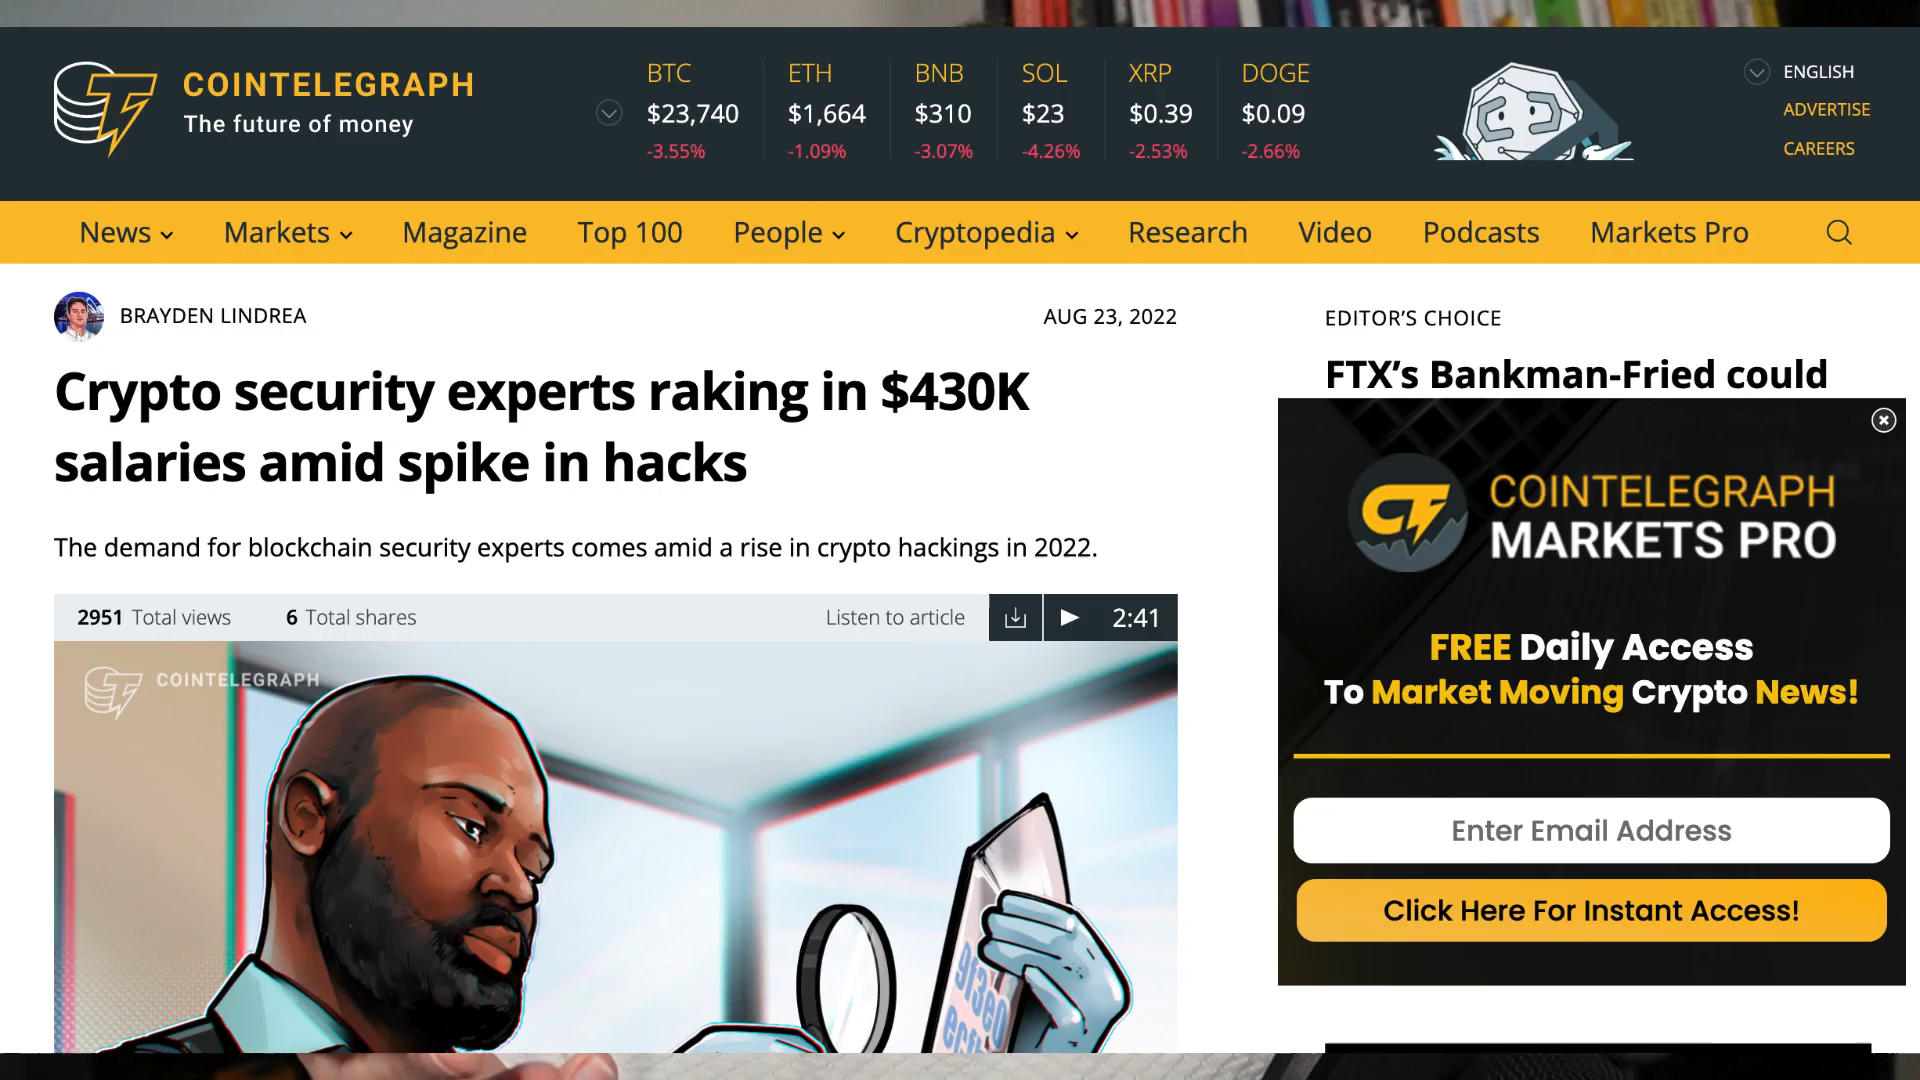 COINTELEGRAPH
The future of money
BTC
$23,740
-3.55%
ETH
$1,664
-1.09%
BNB
$310
-3.07%
SOL
$23
-4.26%
XRP
$0.39
-2.53%
DOGE
$0.09
-2.66%
ENGLISH
ADVERTISE
CAREERS
News Markets Magazine Top 100 People Cryptopedia Research Video Podcasts Markets Pro
BRAYDEN LINDREA
AUG 23, 2022
Crypto security experts raking in $430K
salaries amid spike in hacks
The demand for blockchain security experts comes amid a rise in crypto hackings in 2022.
2951 Total views 6 Total shares Listen to article 2:41
COINTELEGRAPH
EDITOR’S CHOICE
FTX’s Bankman-Fried could
COINTELEGRAPH
MARKETS PRO
FREE Daily Access
To Market Moving Crypto News!
Enter Email Address
Click Here For Instant Access!